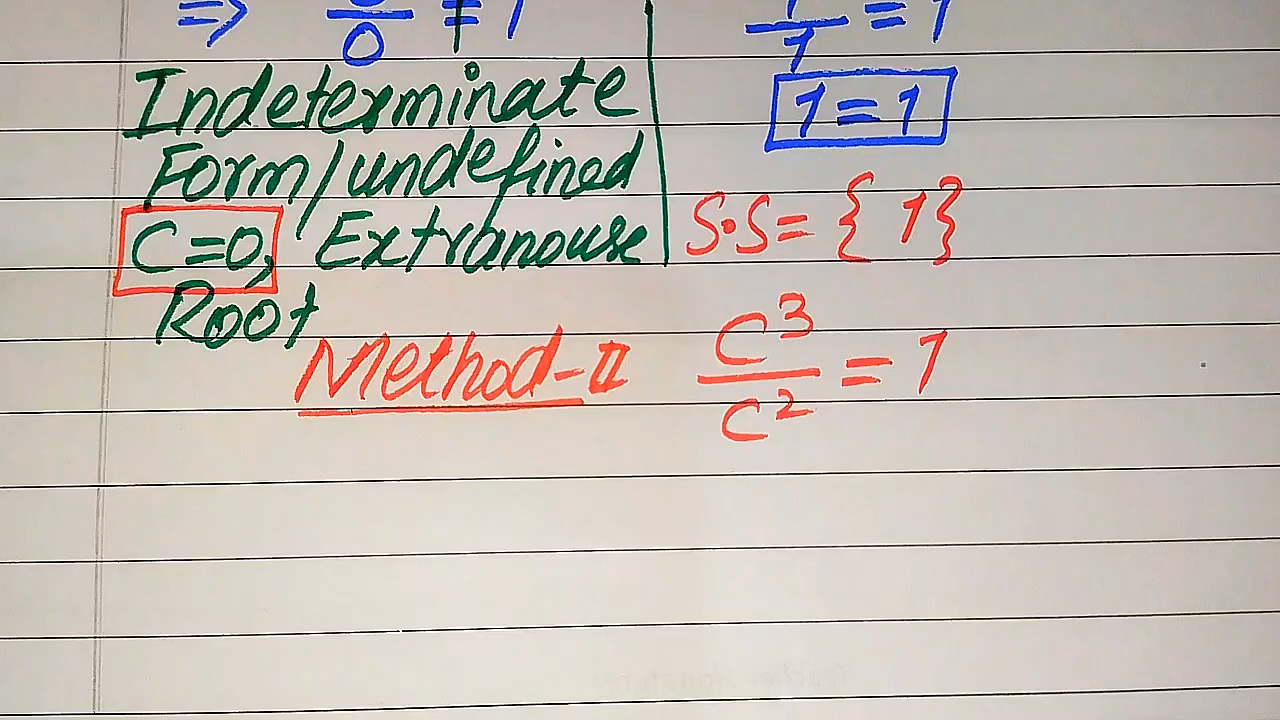 => 0/0 ≠ 1
Indeterminate
Form/undefined
C=0, Extranouse
Root
1/1 = 1
1=1
S.S= { 1}
Method-II
C³/C² = 1